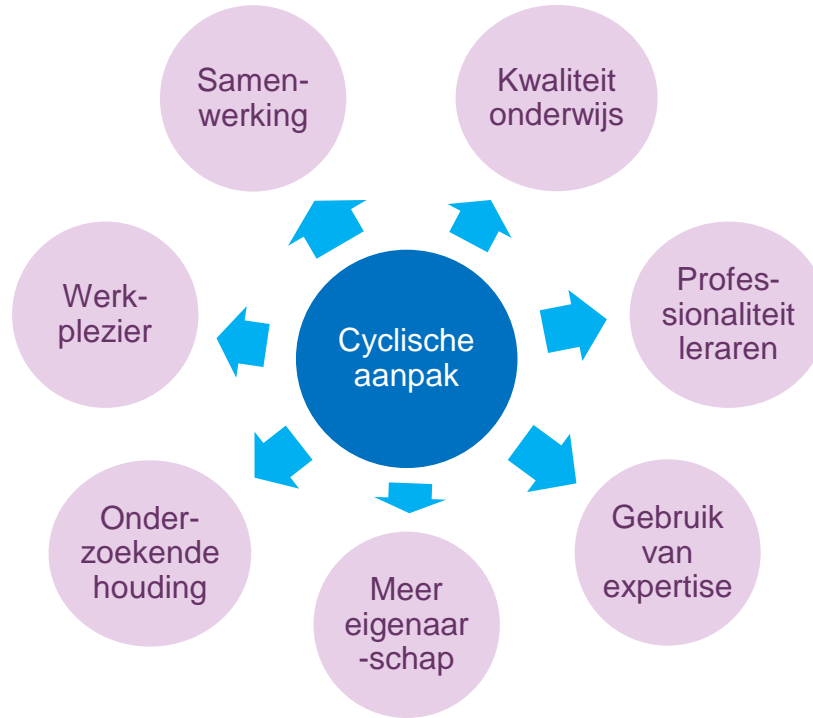 Samen-
werking
Kwaliteit
onderwijs
Profes-
sionaliteit
leraren
Gebruik
van
expertise
Meer
eigenaar
-schap
Onder-
zoekende
houding
Werk-
plezier
Cyclische
aanpak